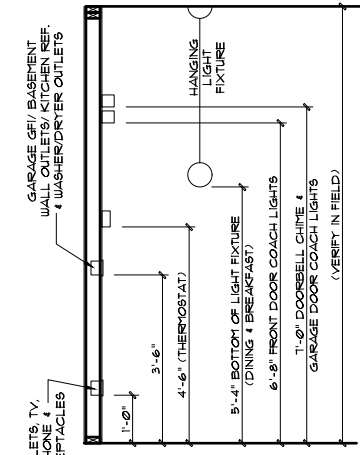 GARAGE GFI/ BASEMENT
WALL OUTLETS/ KITCHEN REF.
& WASHER/DRYER OUTLETS
LETS, TV,
HONE &
EPTACLES
1'-0"
3'-6"
4'-6" (THERMOSTAT)
HANGING
LIGHT
FIXTURE
5'-4" BOTTOM OF LIGHT FIXTURE
(DINING & BREAKFAST)
6'-8" FRONT DOOR COACH LIGHTS
7'-0" DOORBELL CHIME &
GARAGE DOOR COACH LIGHTS
(VERIFY IN FIELD)